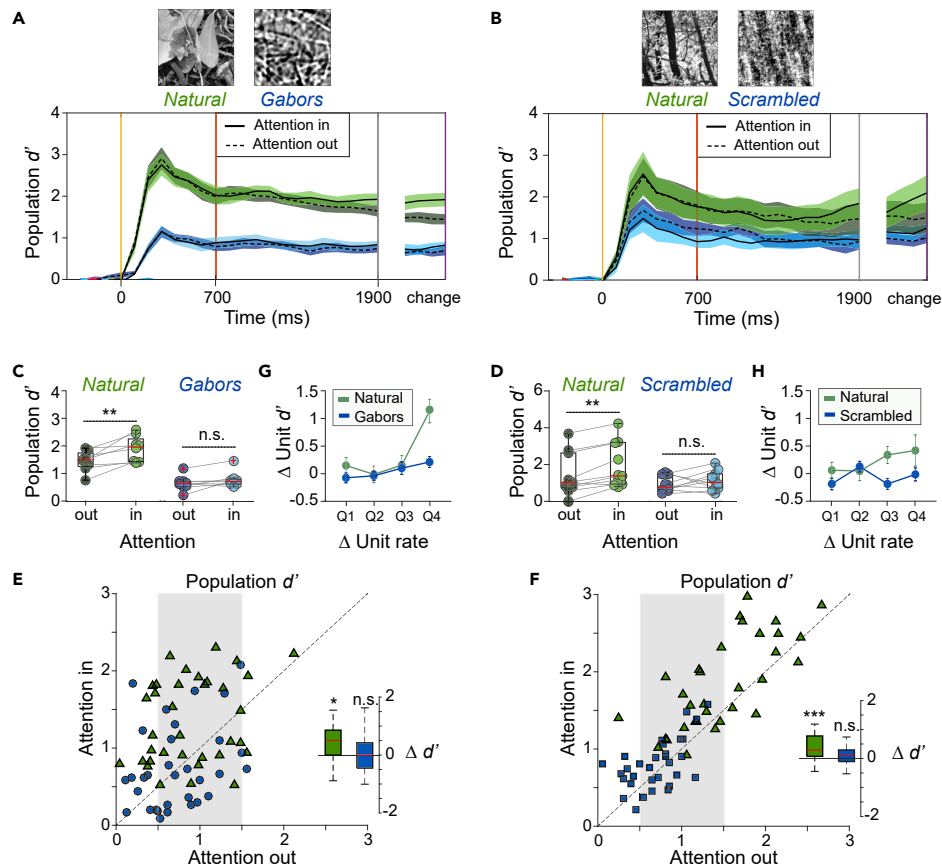 A
Natural
Gabors
Attention in
Attention out
Population d'
4
3
2
1
0
0
700
1900
change
Time (ms)
B
Natural
Scrambled
Attention in
Attention out
Population d'
4
3
2
1
0
0
700
1900
change
Time (ms)
C
Natural
Gabors
**
n.s.
Population d'
4
3
2
1
0
out
in
out
in
Attention
G
Natural
Gabors
Δ Unit d'
1.5
1
0.5
0
-0.5
Q1
Q2
Q3
Q4
Δ Unit rate
D
Natural
Scrambled
**
n.s.
Population d'
6
4
2
0
out
in
out
in
Attention
H
Natural
Scrambled
Δ Unit d'
1.5
1
0.5
0
-0.5
Q1
Q2
Q3
Q4
Δ Unit rate
E
Population d'
Attention in
3
2
1
0
0
1
2
3
Attention out
*
n.s.
2
0
-2
Δ d'
F
Population d'
Attention in
3
2
1
0
0
1
2
3
Attention out
***
n.s.
2
0
-2
Δ d'